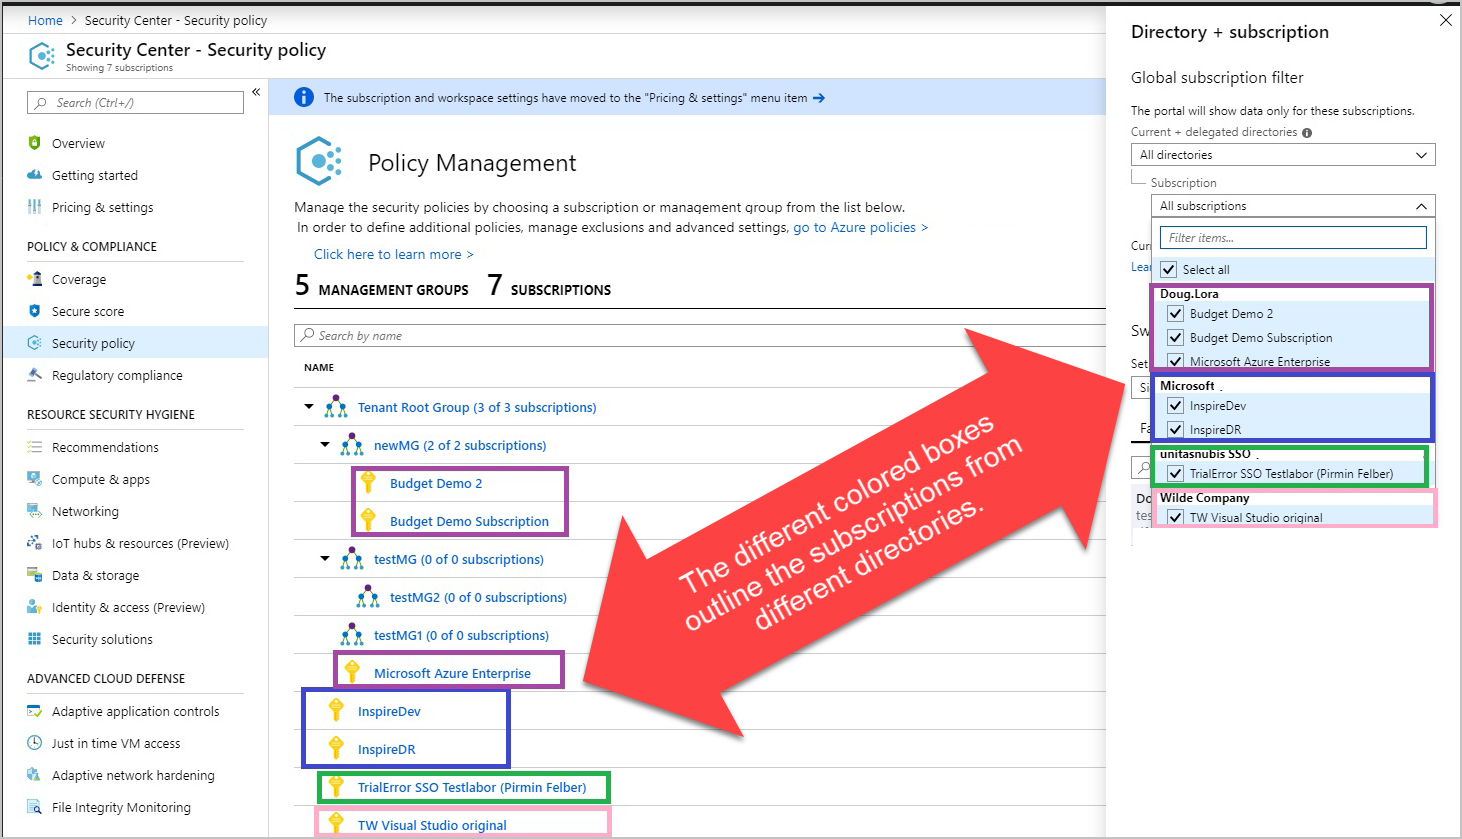 Home > Security Center - Security policy
Security Center - Security policy
Showing 7 subscriptions
Search (Ctrl+/)
«
Overview
Getting started
Pricing & settings
POLICY & COMPLIANCE
Coverage
Secure score
Security policy
Regulatory compliance
RESOURCE SECURITY HYGIENE
Recommendations
Compute & apps
Networking
IoT hubs & resources (Preview)
Data & storage
Identity & access (Preview)
Security solutions
ADVANCED CLOUD DEFENSE
Adaptive application controls
Just in time VM access
Adaptive network hardening
File Integrity Monitoring
The subscription and workspace settings have moved to the "Pricing & settings" menu item →
Policy Management
Manage the security policies by choosing a subscription or management group from the list below.
In order to define additional policies, manage exclusions and advanced settings, go to Azure policies >
Click here to learn more >
5 MANAGEMENT GROUPS 7 SUBSCRIPTIONS
Search by name
NAME
Tenant Root Group (3 of 3 subscriptions)
newMG (2 of 2 subscriptions)
Budget Demo 2
Budget Demo Subscription
testMG (0 of 0 subscriptions)
testMG2 (0 of 0 subscriptions)
testMG1 (0 of 0 subscriptions)
Microsoft Azure Enterprise
InspireDev
InspireDR
TrialError SSO Testlabor (Pirmin Felber)
TW Visual Studio original
The different colored boxes
outline the subscriptions from
different directories.
Directory + subscription
Global subscription filter
The portal will show data only for these subscriptions.
Current + delegated directories
All directories
Subscription
All subscriptions
Filter items...
Curr
Lear
Select all
Doug.Lora
Budget Demo 2
Budget Demo Subscription
Sw
Microsoft Azure Enterprise
Set
Microsoft
Si
InspireDev
InspireDR
Fa
unitasnubis SSO
TrialError SSO Testlabor (Pirmin Felber)
Wilde Company
Do
TW Visual Studio original
tes